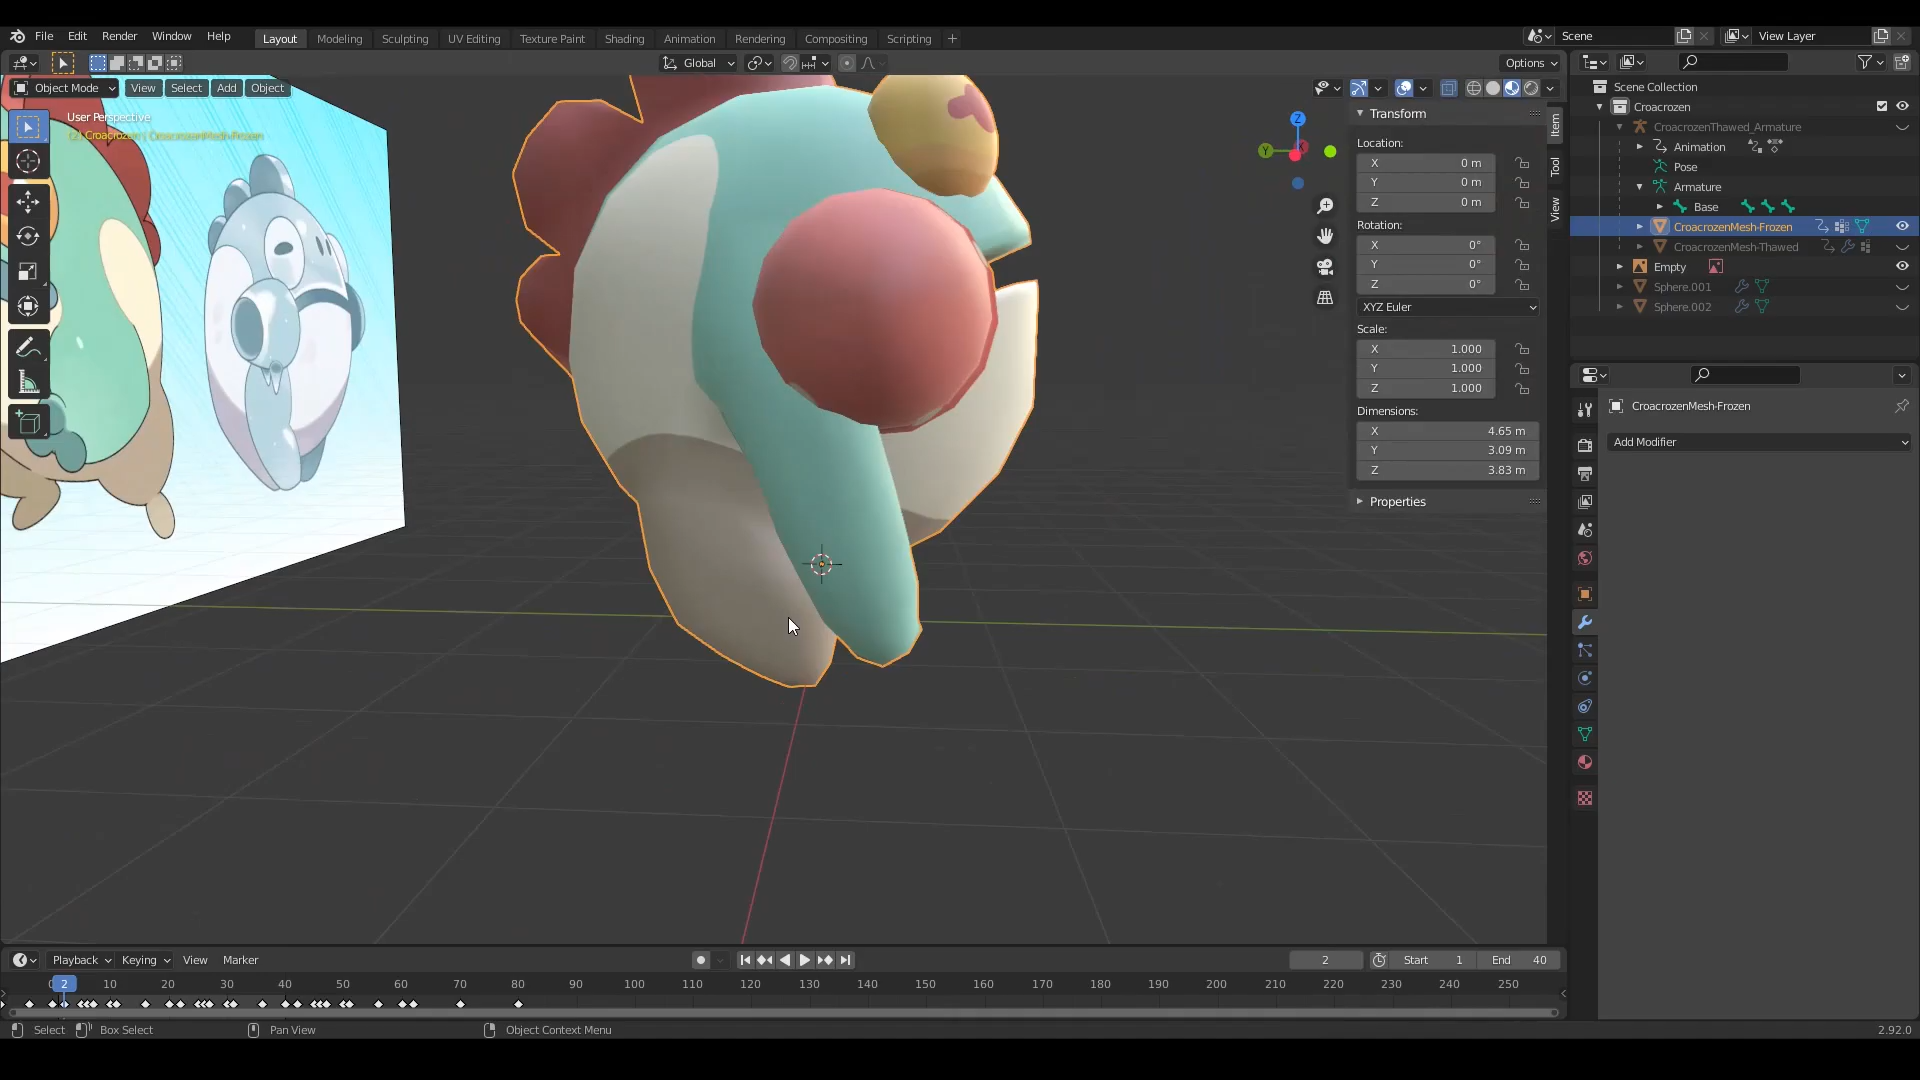 File Edit Render Window Help Layout Modeling Sculpting UV Editing Texture Paint Shading Animation Rendering Compositing Scripting + Scene View Layer
Global Options
Object Mode View Select Add Object
User Perspective
(2) Croacrozen | CroacrozenMesh-Frozen
Z
Y
X
Transform
Location:
X 0 m
Y 0 m
Z 0 m
Rotation:
X 0°
Y 0°
Z 0°
XYZ Euler
Scale:
X 1.000
Y 1.000
Z 1.000
Dimensions:
X 4.65 m
Y 3.09 m
Z 3.83 m
Properties
Item
Tool
View
Scene Collection
Croacrozen
CroacrozenThawed_Armature
Animation
Pose
Armature
Base
CroacrozenMesh-Frozen
CroacrozenMesh-Thawed
Empty
Sphere.001
Sphere.002
CroacrozenMesh-Frozen
Add Modifier
Playback Keying View Marker 2 Start 1 End 40
0 2 10 20 30 40 50 60 70 80 90 100 110 120 130 140 150 160 170 180 190 200 210 220 230 240 250
Select Box Select Pan View Object Context Menu 2.92.0